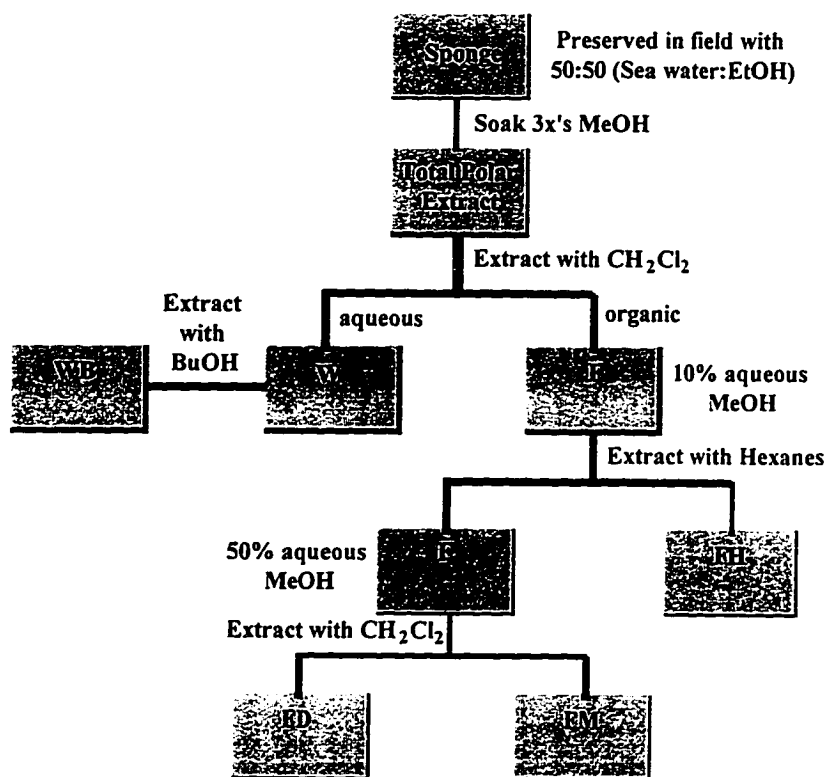 Sponge
Preserved in field with
50:50 (Sea water:EtOH)
Soak 3x's MeOH
Total Polar
Extract
Extract with CH₂Cl₂
Extract
with
BuOH
aqueous
organic
WB
W
F
10% aqueous
MeOH
Extract with Hexanes
50% aqueous
MeOH
F
FH
Extract with CH₂Cl₂
FD
FM